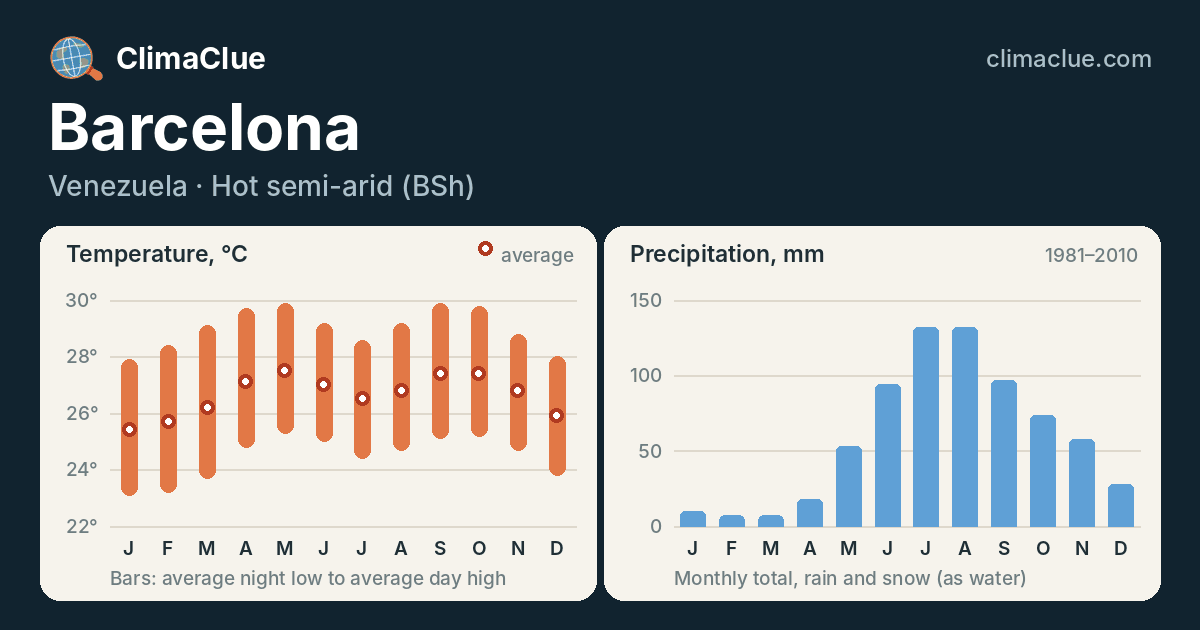 ClimaClue
climaclue.com
Barcelona
Venezuela · Hot semi-arid (BSh)
Temperature, °C
average
30°
28°
26°
24°
22°
J F M A M J J A S O N D
Bars: average night low to average day high
Precipitation, mm
1981–2010
150
100
50
0
J F M A M J J A S O N D
Monthly total, rain and snow (as water)